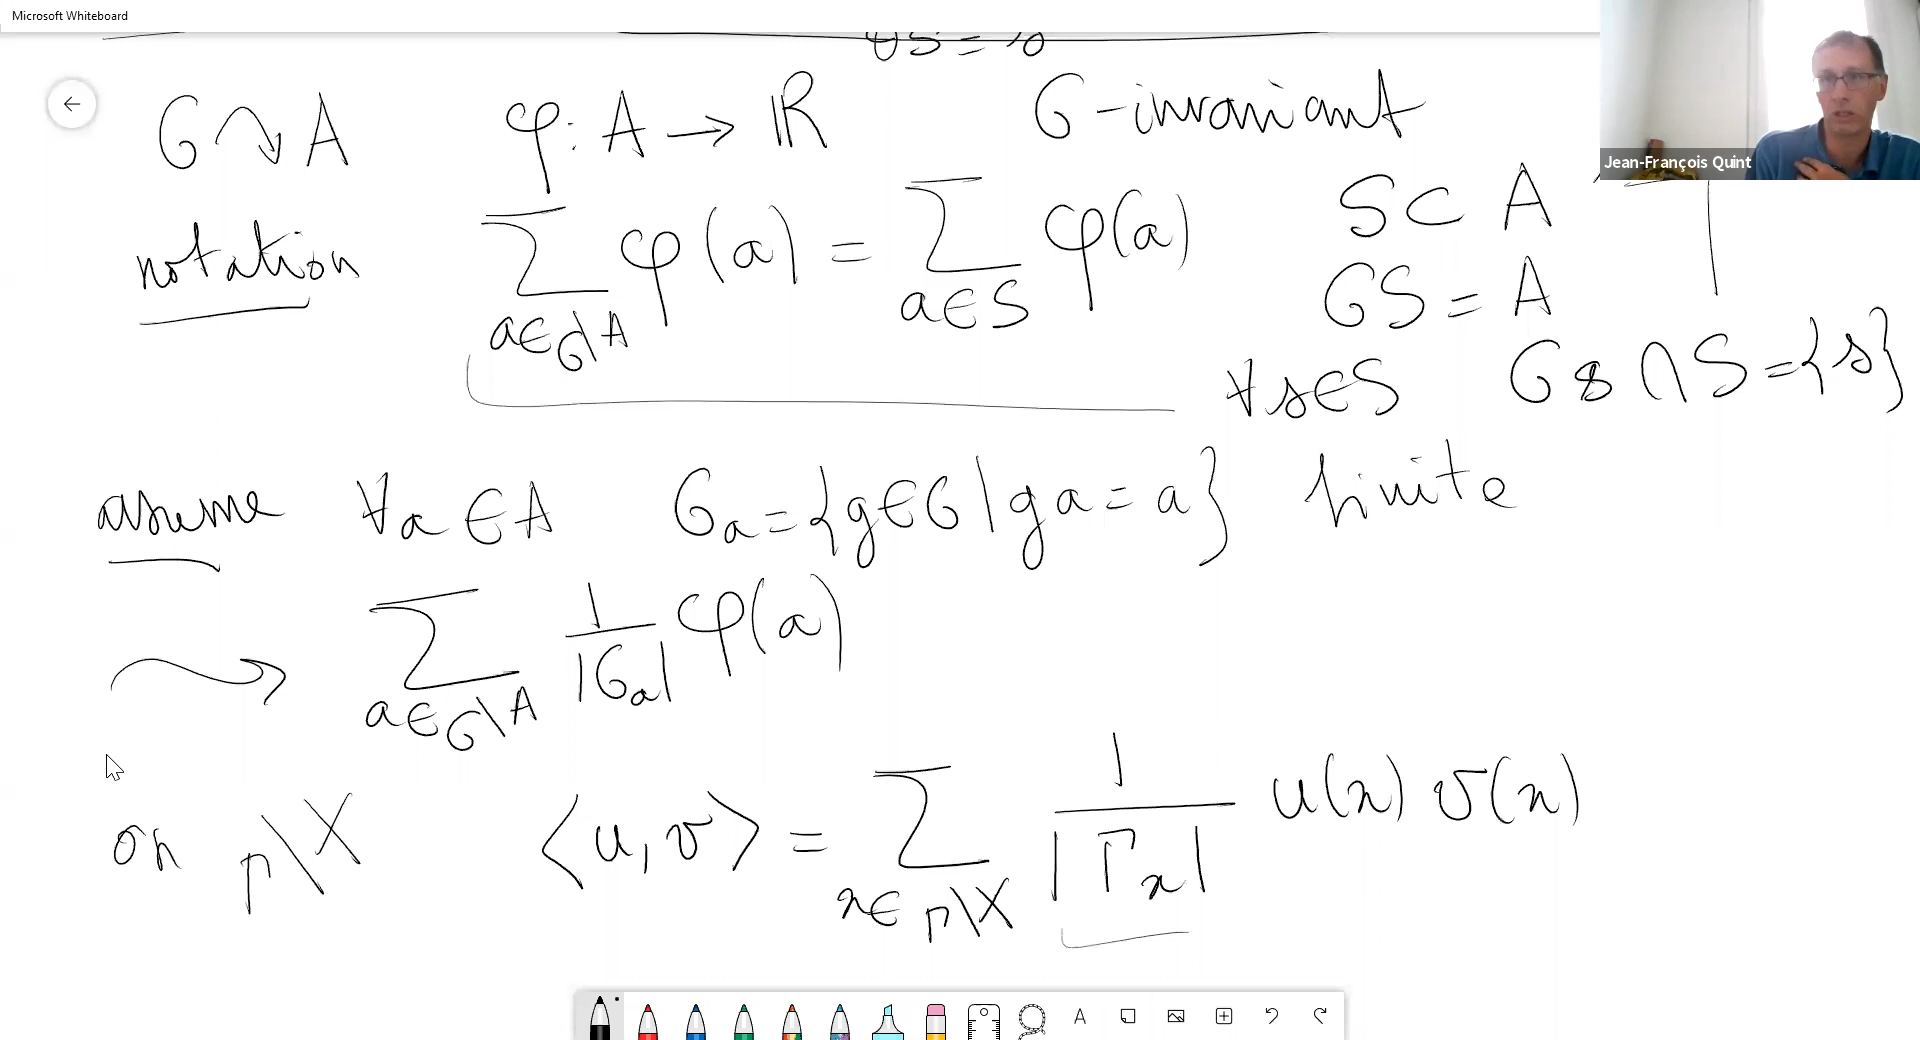 Microsoft Whiteboard
G ↷ A φ: A → ℝ G-invariant
Jean-François Quint
notation ∑_{a∈G\A} φ(a) = ∑_{a∈S} φ(a) S ⊂ A
GS = A
∀s∈S Gs ∩ S = {s}
assume ∀a∈A G_a = {g∈G | ga = a} finite
⤳ ∑_{a∈G\A} 1/|G_a| φ(a)
on Γ\X ⟨u, v⟩ = ∑_{x∈Γ\X} 1/|Γ_x| u(x) v(x)
A